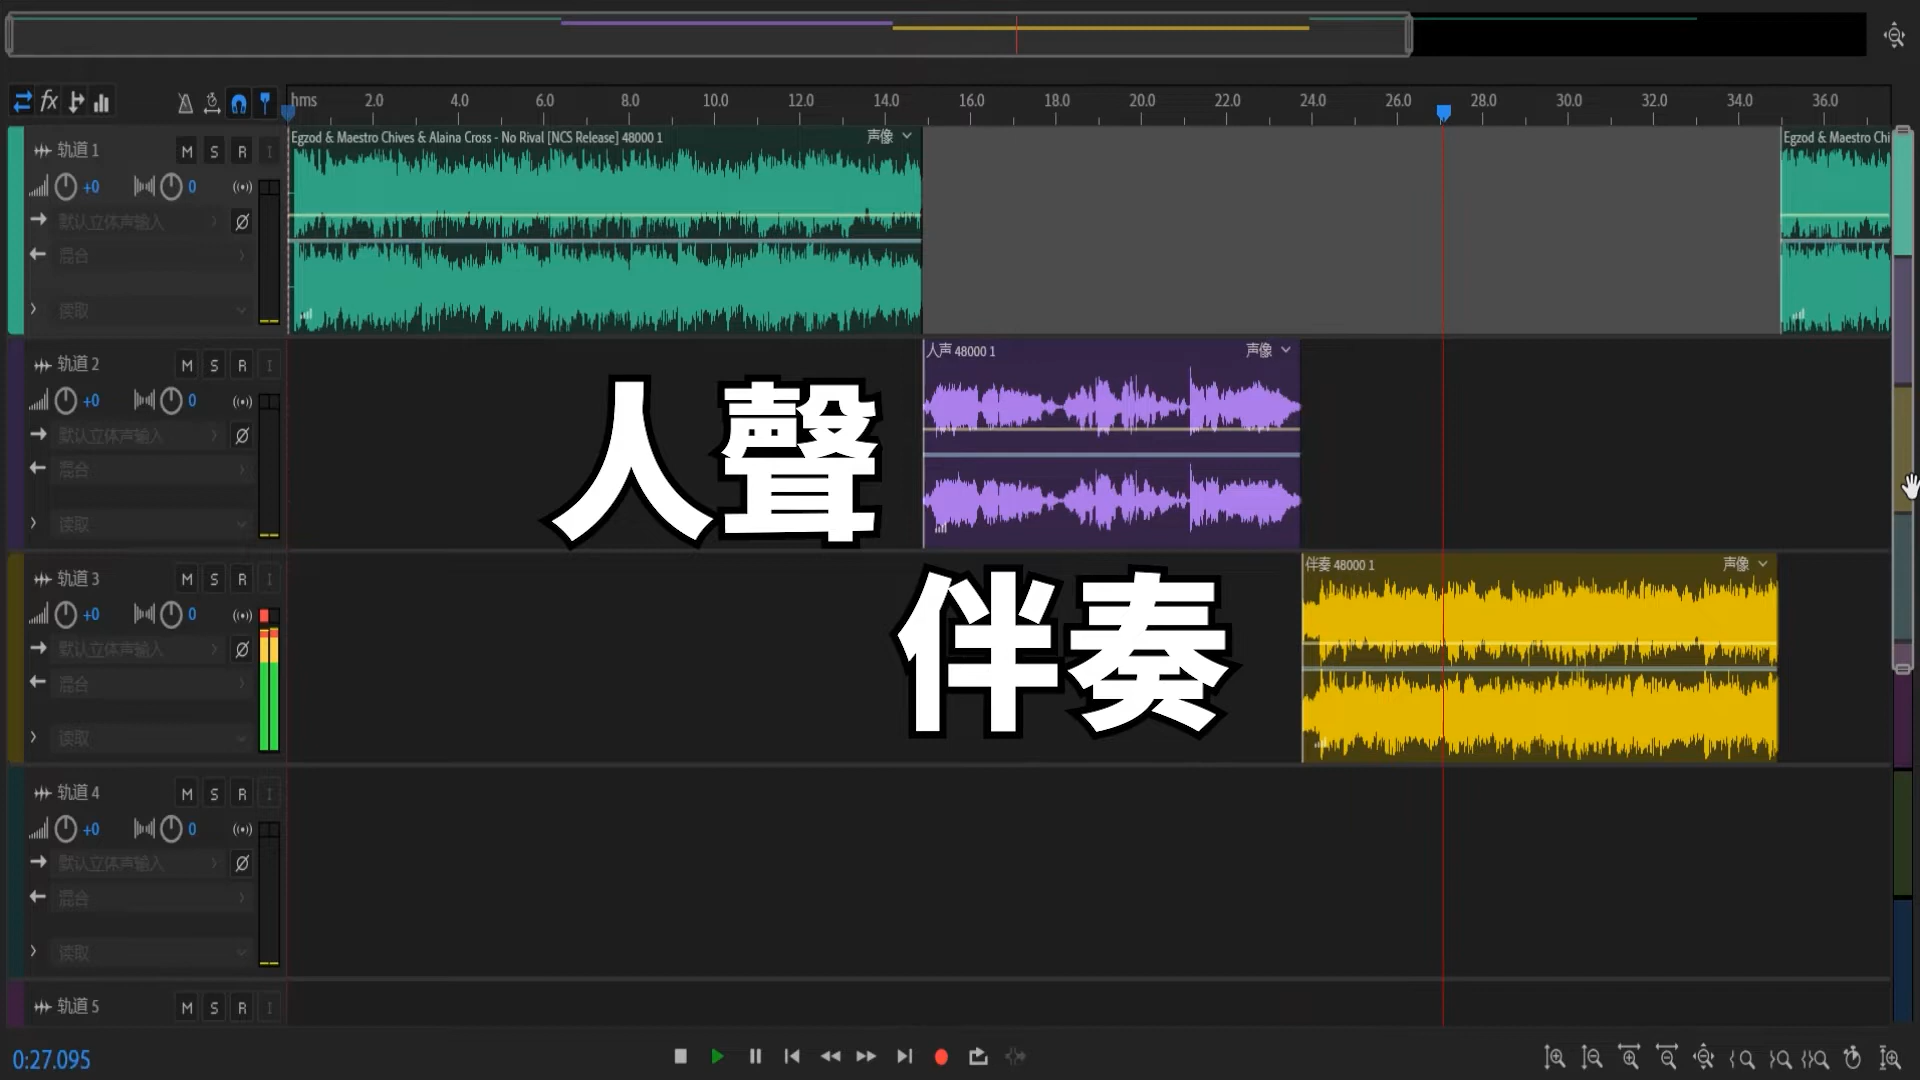 hms 2.0 4.0 6.0 8.0 10.0 12.0 14.0 16.0 18.0 20.0 22.0 24.0 26.0 28.0 30.0 32.0 34.0 36.0
Egzod & Maestro Chives & Alaina Cross - No Rival [NCS Release] 48000 1 声像
Egzod & Maestro Chi
轨道 1 M S R I
+0 0
默认立体声输入
混合
读取
轨道 2 M S R I
人声 48000 1 声像
+0 0
默认立体声输入
混合
读取
人聲
轨道 3 M S R I
伴奏 48000 1 声像
+0 0
默认立体声输入
混合
读取
伴奏
轨道 4 M S R I
+0 0
默认立体声输入
混合
读取
轨道 5 M S R I
0:27.095